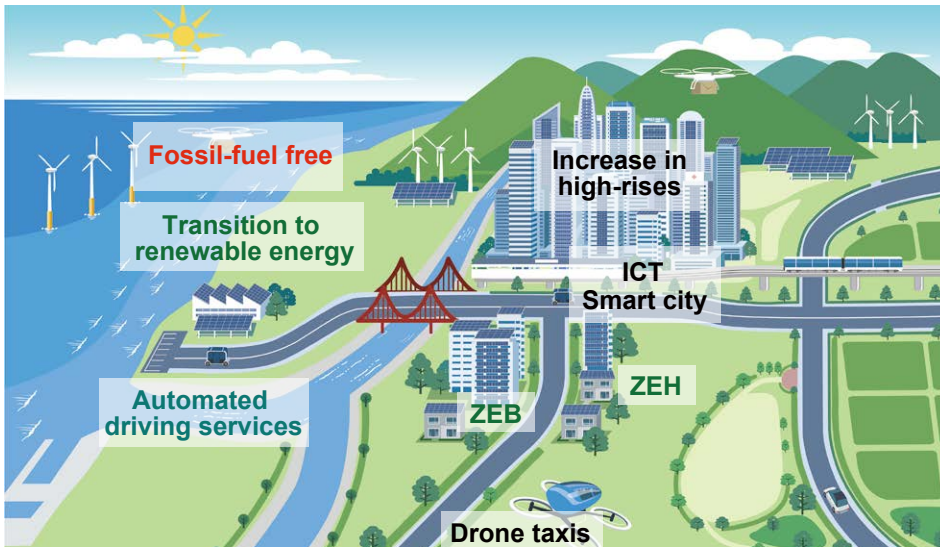 Fossil-fuel free
Increase in
high-rises
Transition to
renewable energy
ICT
Smart city
ZEH
Automated
driving services
ZEB
Drone taxis